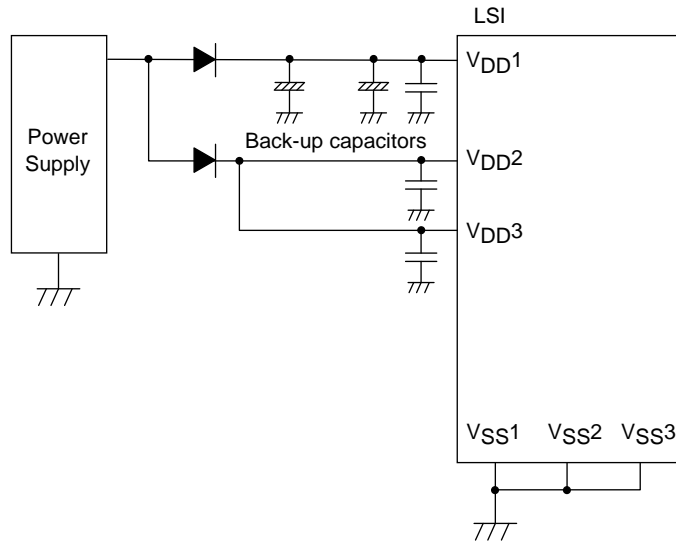 LSI
VDD1
Power
Supply
Back-up capacitors
VDD2
VDD3
VSS1 VSS2 VSS3